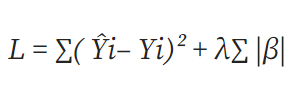 L = ∑( Ŷi– Yi)² + λ∑ |β|